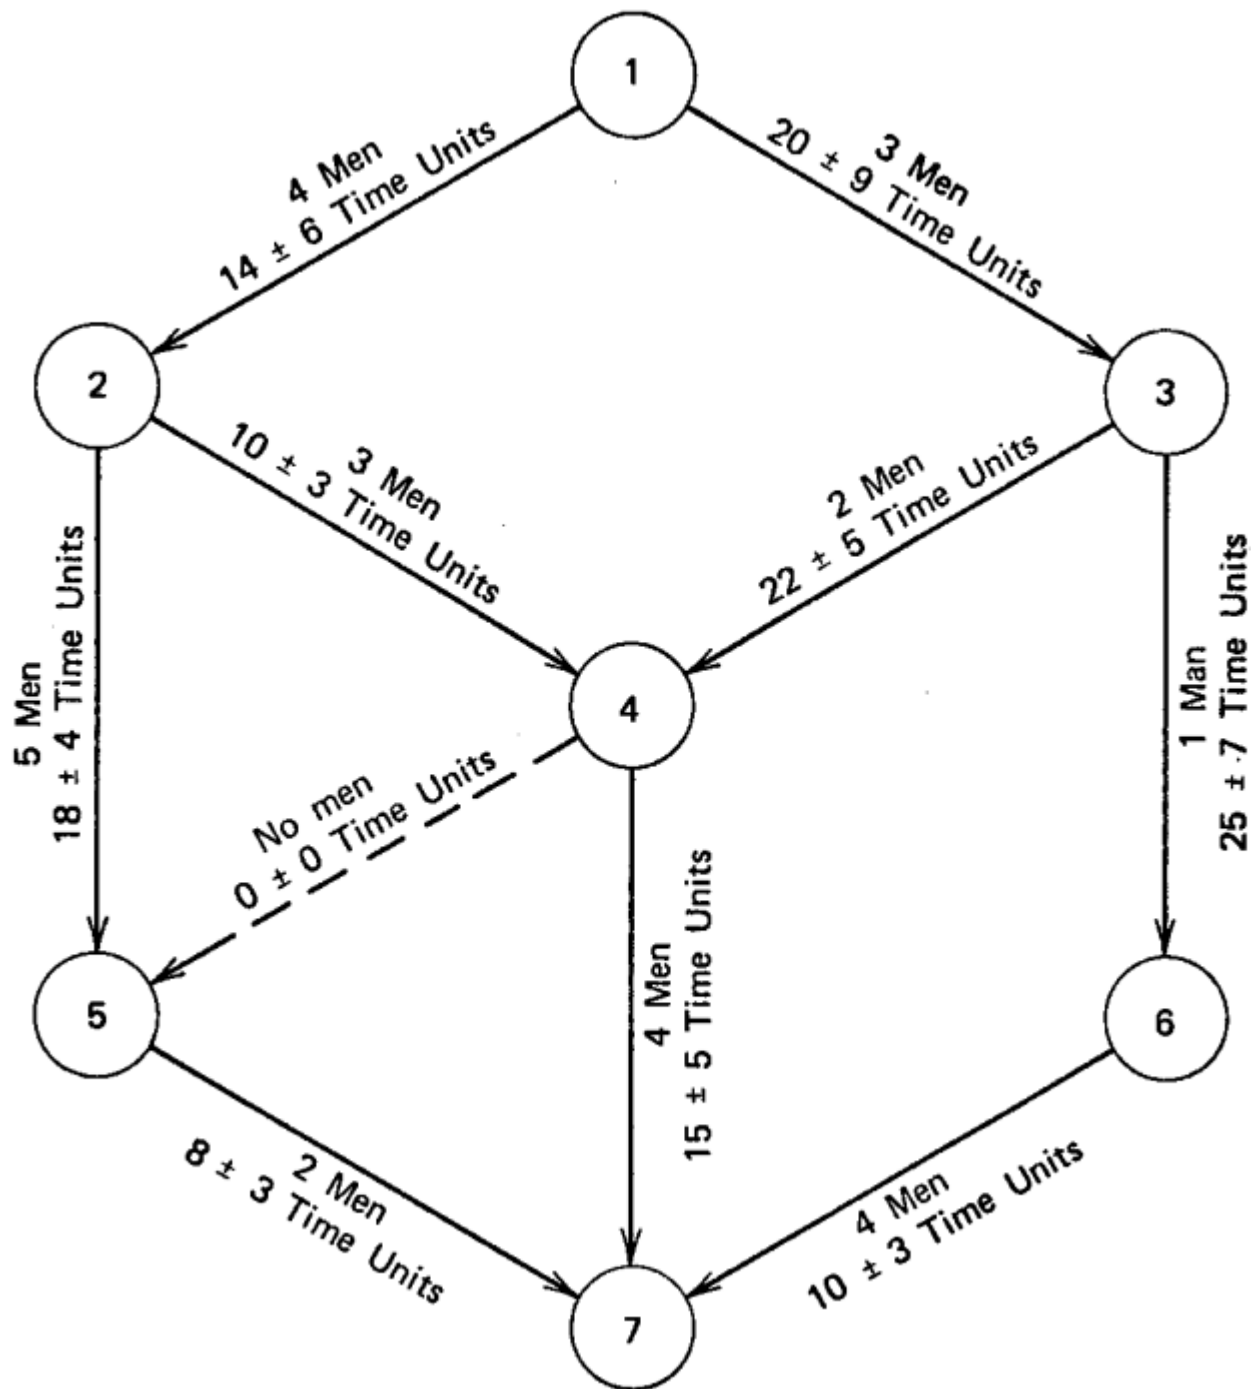 1
4 Men
14 ± 6 Time Units
3 Men
20 ± 9 Time Units
2
3
3 Men
10 ± 3 Time Units
2 Men
22 ± 5 Time Units
5 Men
18 ± 4 Time Units
1 Man
25 ± 7 Time Units
4
No men
0 ± 0 Time Units
4 Men
15 ± 5 Time Units
5
6
2 Men
8 ± 3 Time Units
4 Men
10 ± 3 Time Units
7